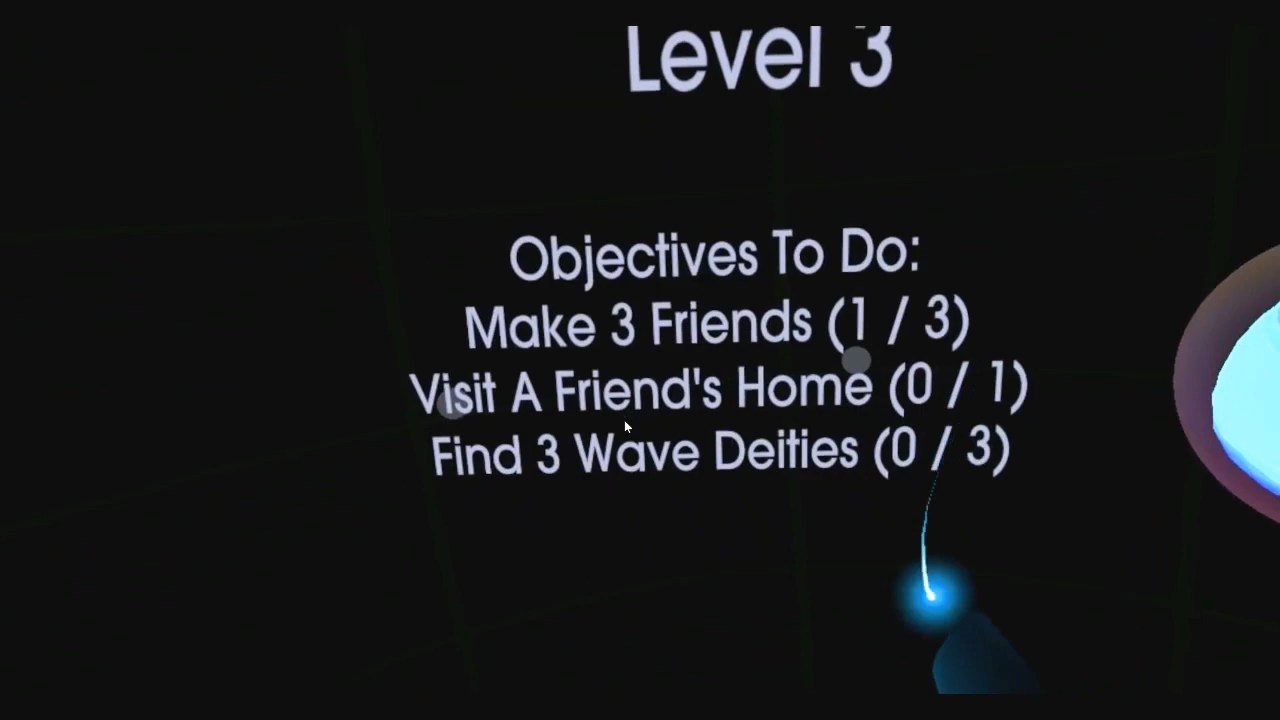 Level 3
Objectives To Do:
Make 3 Friends (1 / 3)
Visit A Friend's Home (0 / 1)
Find 3 Wave Deities (0 / 3)